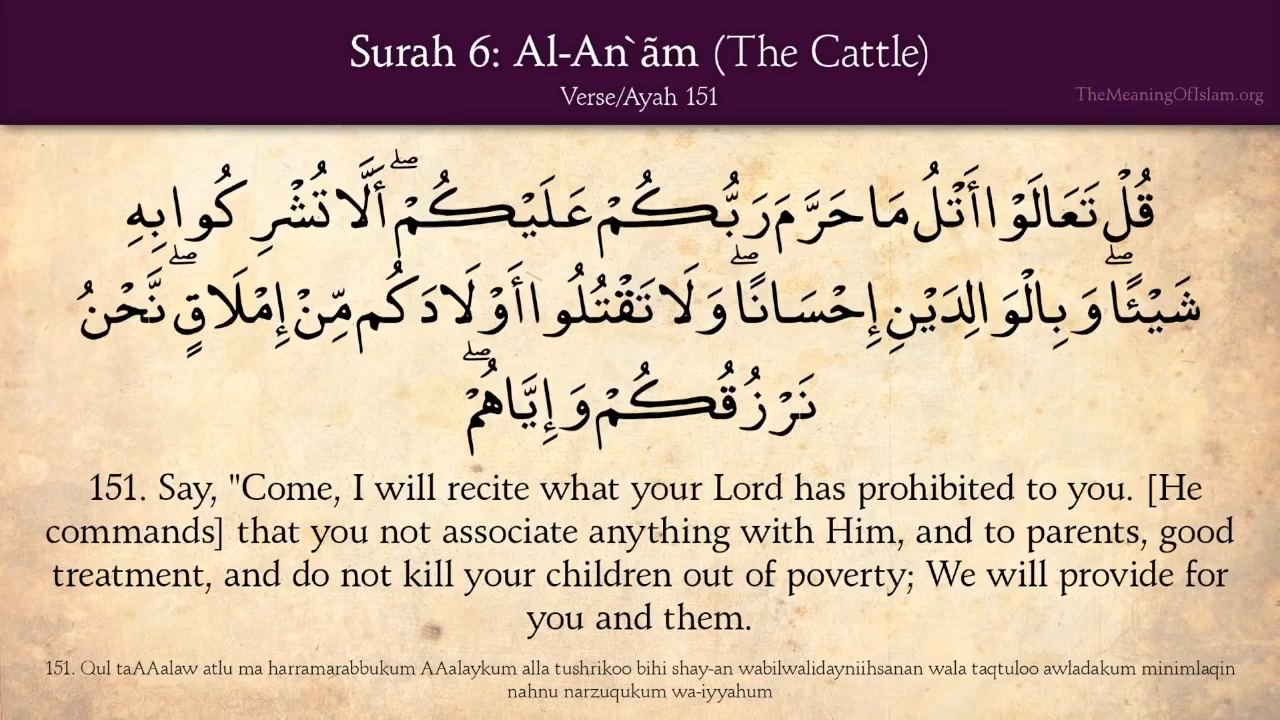 Surah 6: Al-An`ãm (The Cattle)
Verse/Ayah 151
TheMeaningOfIslam.org
قُلْ تَعَالَوْا أَتْلُ مَا حَرَّمَ رَبُّكُمْ عَلَيْكُمْ ۖ أَلَّا تُشْرِكُوا بِهِ
شَيْئًا ۖ وَبِالْوَالِدَيْنِ إِحْسَانًا ۖ وَلَا تَقْتُلُوا أَوْلَادَكُم مِّنْ إِمْلَاقٍ ۖ نَّحْنُ
نَرْزُقُكُمْ وَإِيَّاهُمْ ۖ
151. Say, "Come, I will recite what your Lord has prohibited to you. [He
commands] that you not associate anything with Him, and to parents, good
treatment, and do not kill your children out of poverty; We will provide for
you and them.
151. Qul taAAalaw atlu ma harramarabbukum AAalaykum alla tushrikoo bihi shay-an wabilwalidayniihsanan wala taqtuloo awladakum minimlaqin
nahnu narzuqukum wa-iyyahum